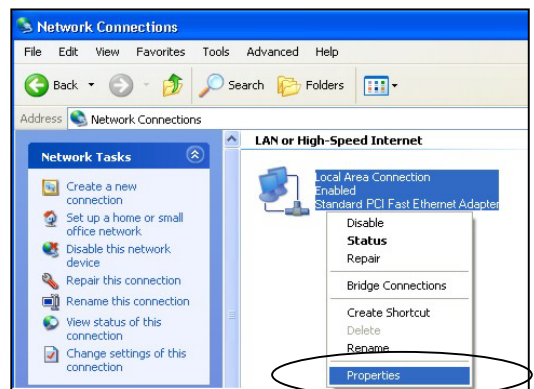 Network Connections
File Edit View Favorites Tools Advanced Help
Back Search Folders
Address Network Connections
Network Tasks
Create a new
connection
Set up a home or small
office network
Disable this network
device
Repair this connection
Rename this connection
View status of this
connection
Change settings of this
connection
LAN or High-Speed Internet
Local Area Connection
Enabled
Standard PCI Fast Ethernet Adapter
Disable
Status
Repair
Bridge Connections
Create Shortcut
Delete
Rename
Properties